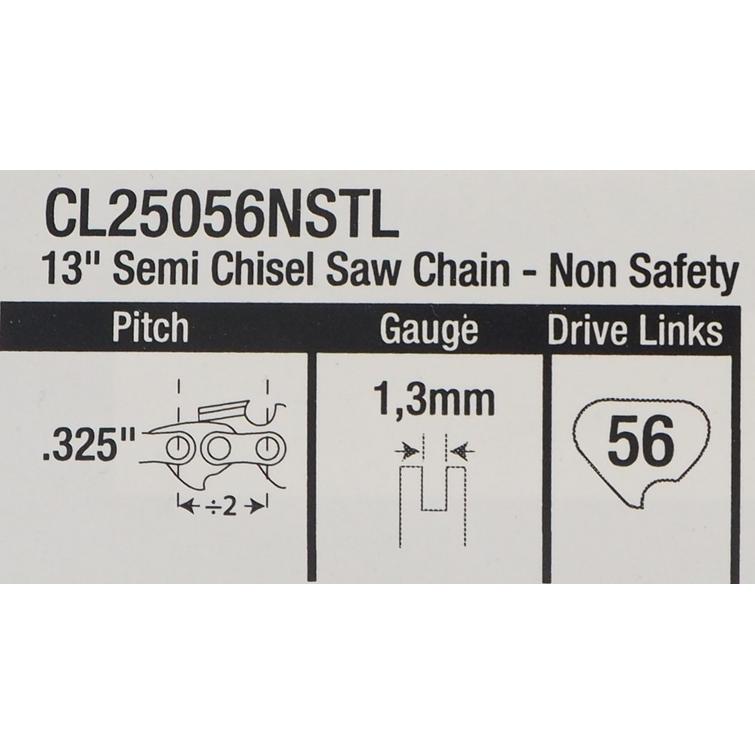 CL25056NSTL
13" Semi Chisel Saw Chain - Non Safety
Pitch Gauge Drive Links
.325" 1,3mm 56
÷2